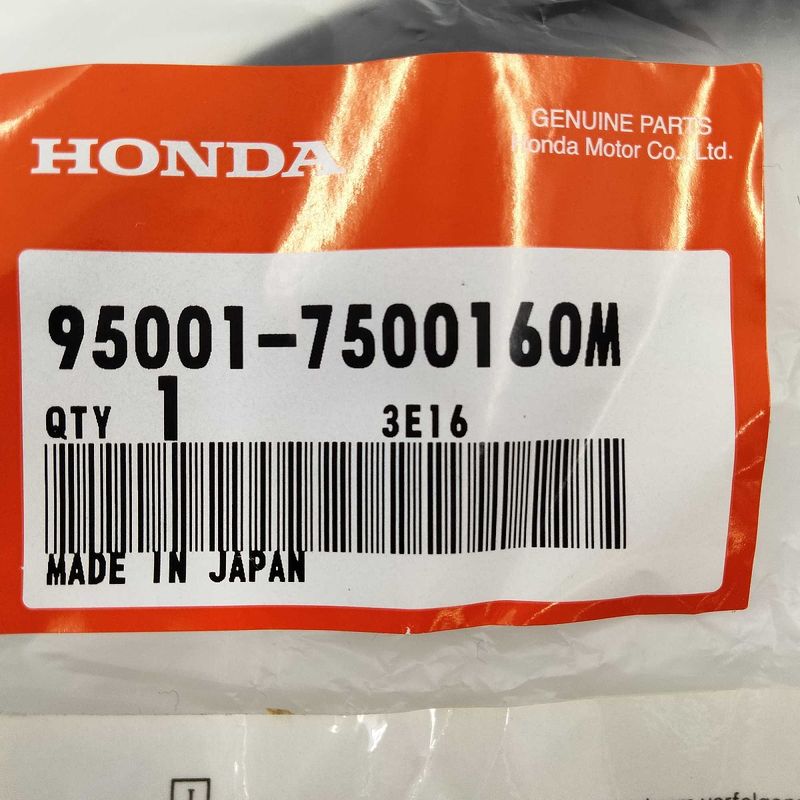 HONDA
GENUINE PARTS
Honda Motor Co., Ltd.
95001-7500160M
QTY 1 3E16
MADE IN JAPAN